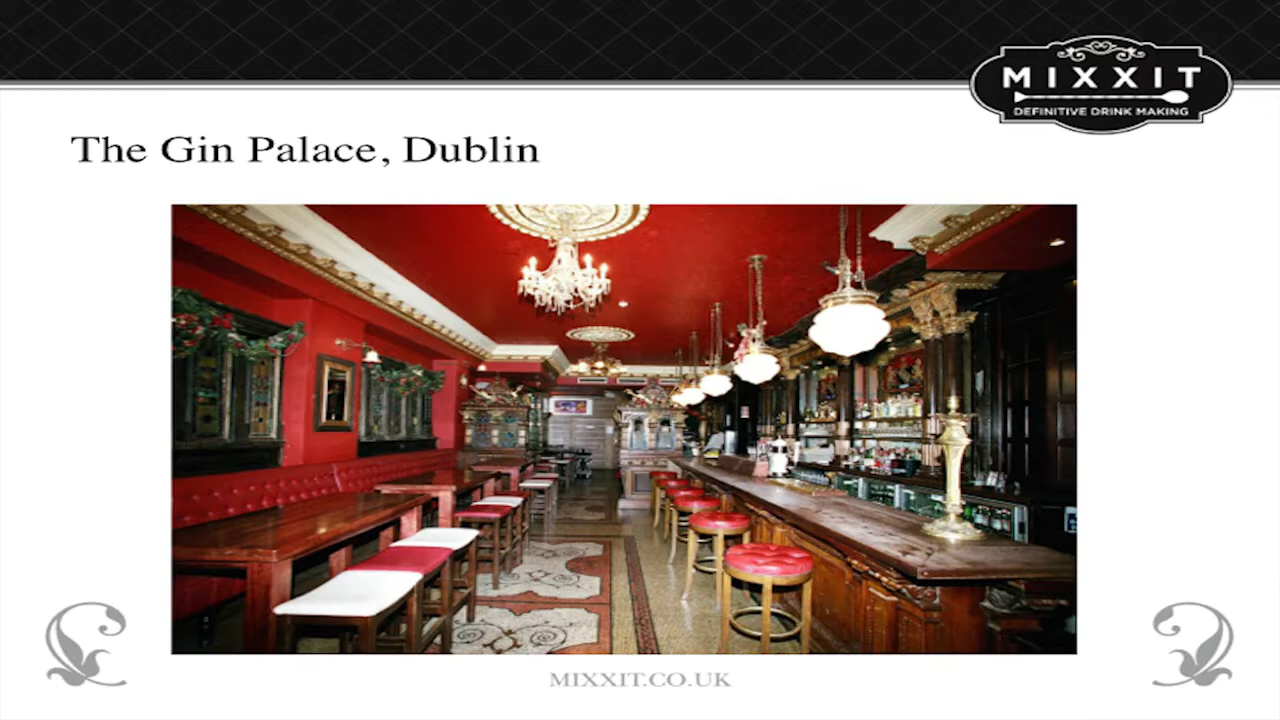 MIXXIT
DEFINITIVE DRINK MAKING
The Gin Palace, Dublin
MIXXIT.CO.UK